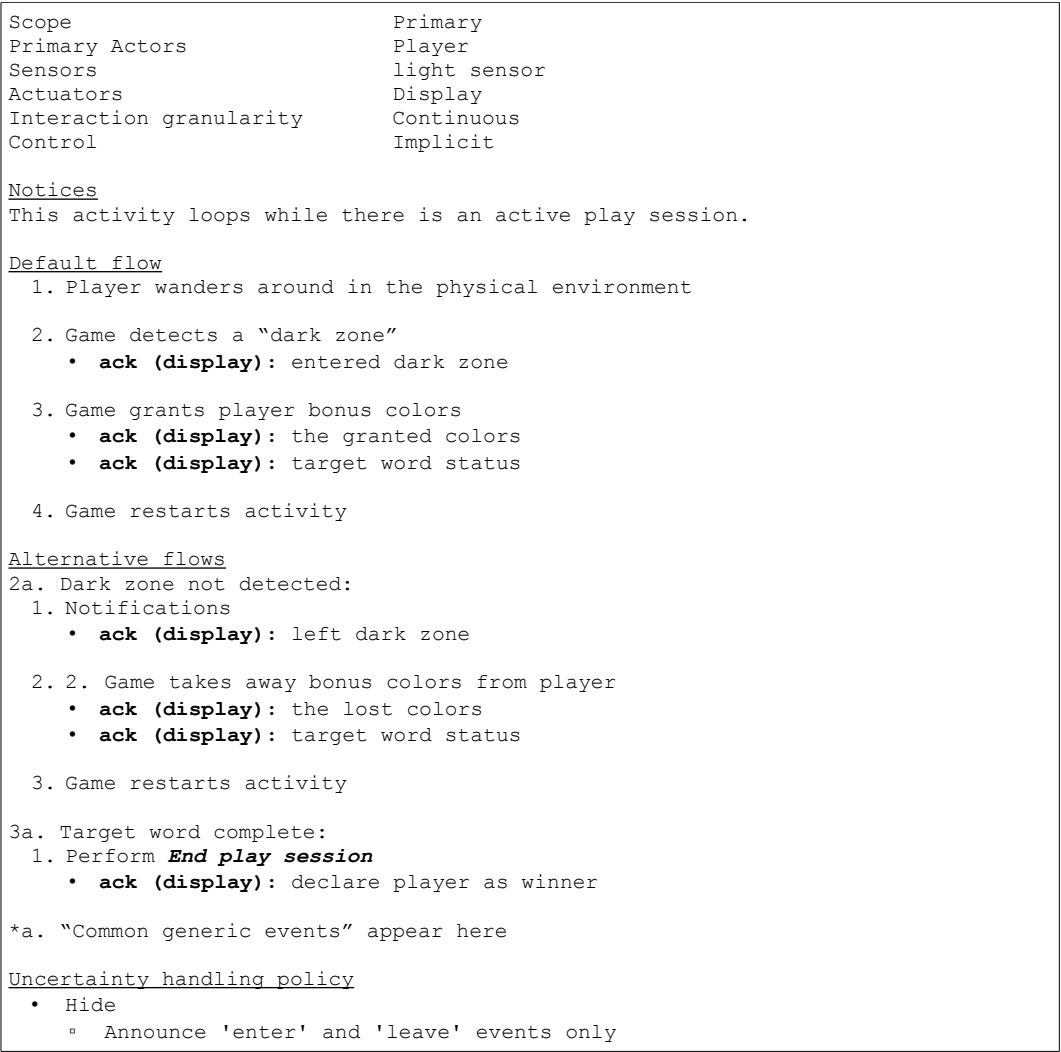 Scope Primary
Primary Actors Player
Sensors light sensor
Actuators Display
Interaction granularity Continuous
Control Implicit
Notices
This activity loops while there is an active play session.
Default flow
1. Player wanders around in the physical environment
2. Game detects a “dark zone”
• ack (display): entered dark zone
3. Game grants player bonus colors
• ack (display): the granted colors
• ack (display): target word status
4. Game restarts activity
Alternative flows
2a. Dark zone not detected:
1. Notifications
• ack (display): left dark zone
2. 2. Game takes away bonus colors from player
• ack (display): the lost colors
• ack (display): target word status
3. Game restarts activity
3a. Target word complete:
1. Perform End play session
• ack (display): declare player as winner
*a. “Common generic events” appear here
Uncertainty handling policy
• Hide
▫ Announce 'enter' and 'leave' events only